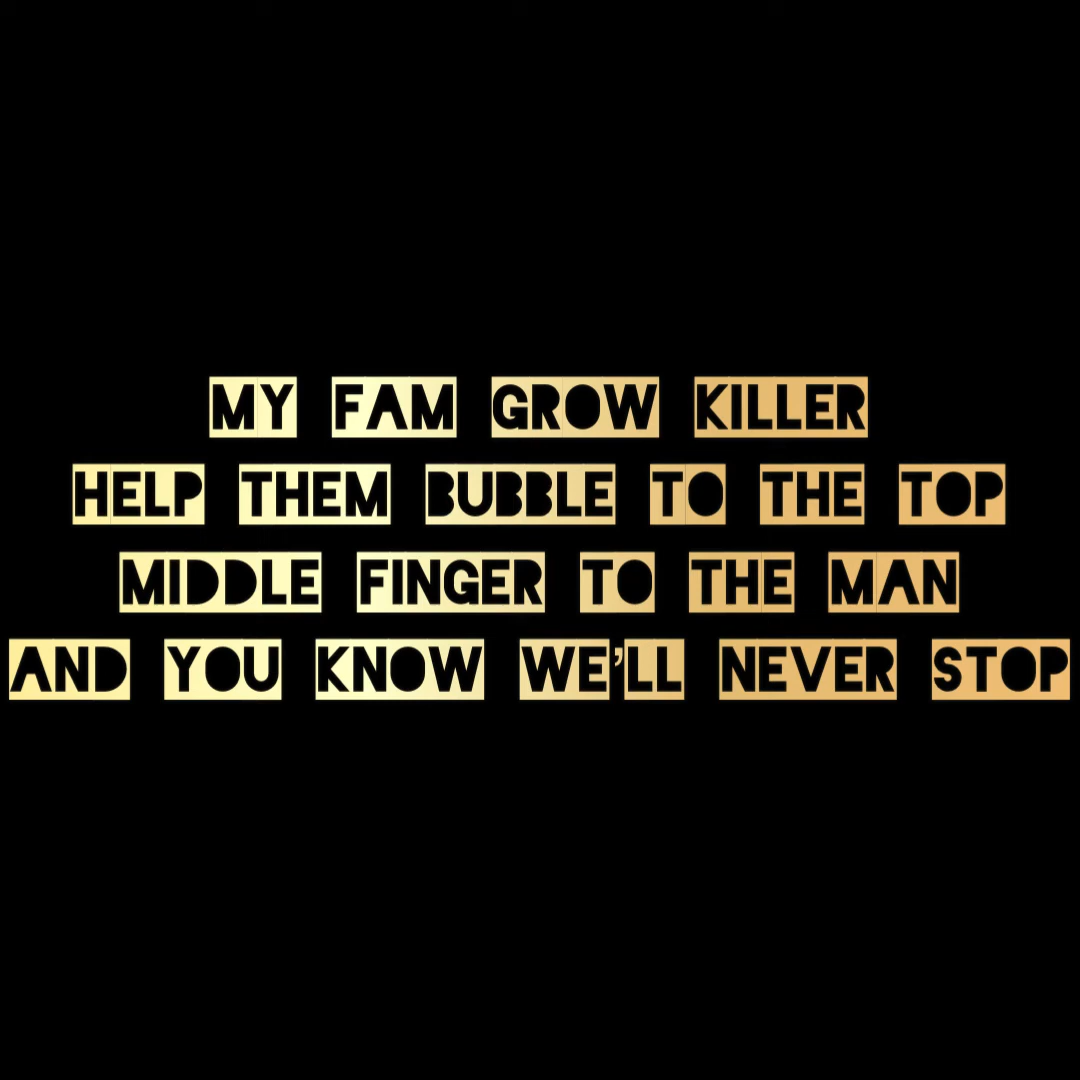 MY FAM GROW KILLER
HELP THEM BUBBLE TO THE TOP
MIDDLE FINGER TO THE MAN
AND YOU KNOW WE'LL NEVER STOP